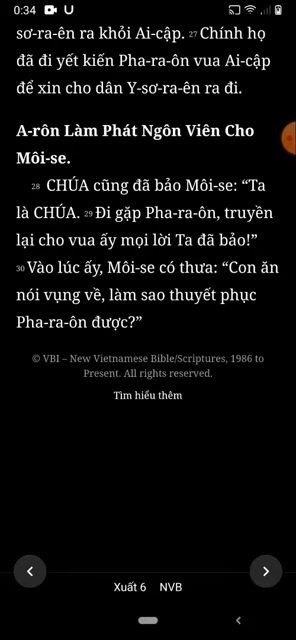 0:34
sơ-ra-ên ra khỏi Ai-cập. 27 Chính họ
đã đi yết kiến Pha-ra-ôn vua Ai-cập
để xin cho dân Y-sơ-ra-ên ra đi.
A-rôn Làm Phát Ngôn Viên Cho
Môi-se.
28 CHÚA cũng đã bảo Môi-se: “Ta
là CHÚA. 29 Đi gặp Pha-ra-ôn, truyền
lại cho vua ấy mọi lời Ta đã bảo!”
30 Vào lúc ấy, Môi-se có thưa: “Con ăn
nói vụng về, làm sao thuyết phục
Pha-ra-ôn được?”
© VBI – New Vietnamese Bible/Scriptures, 1986 to
Present. All rights reserved.
Tìm hiểu thêm
Xuất 6 NVB